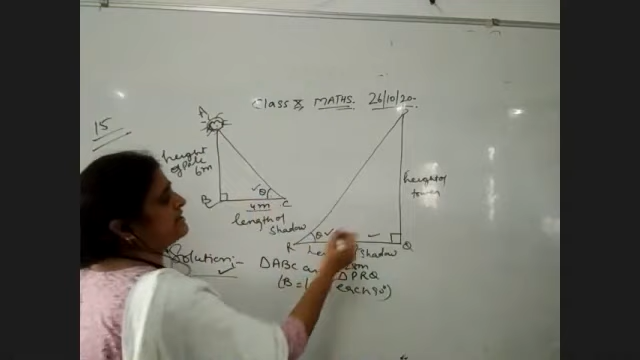 Class X MATHS. 26/10/20
15
A
height
of pole
6m
B
θ
4m
C
length of
shadow
height of
tower
R
θ
Q
shadow
Solution:-
ΔABC
ΔPRQ
(B =
each 90°)